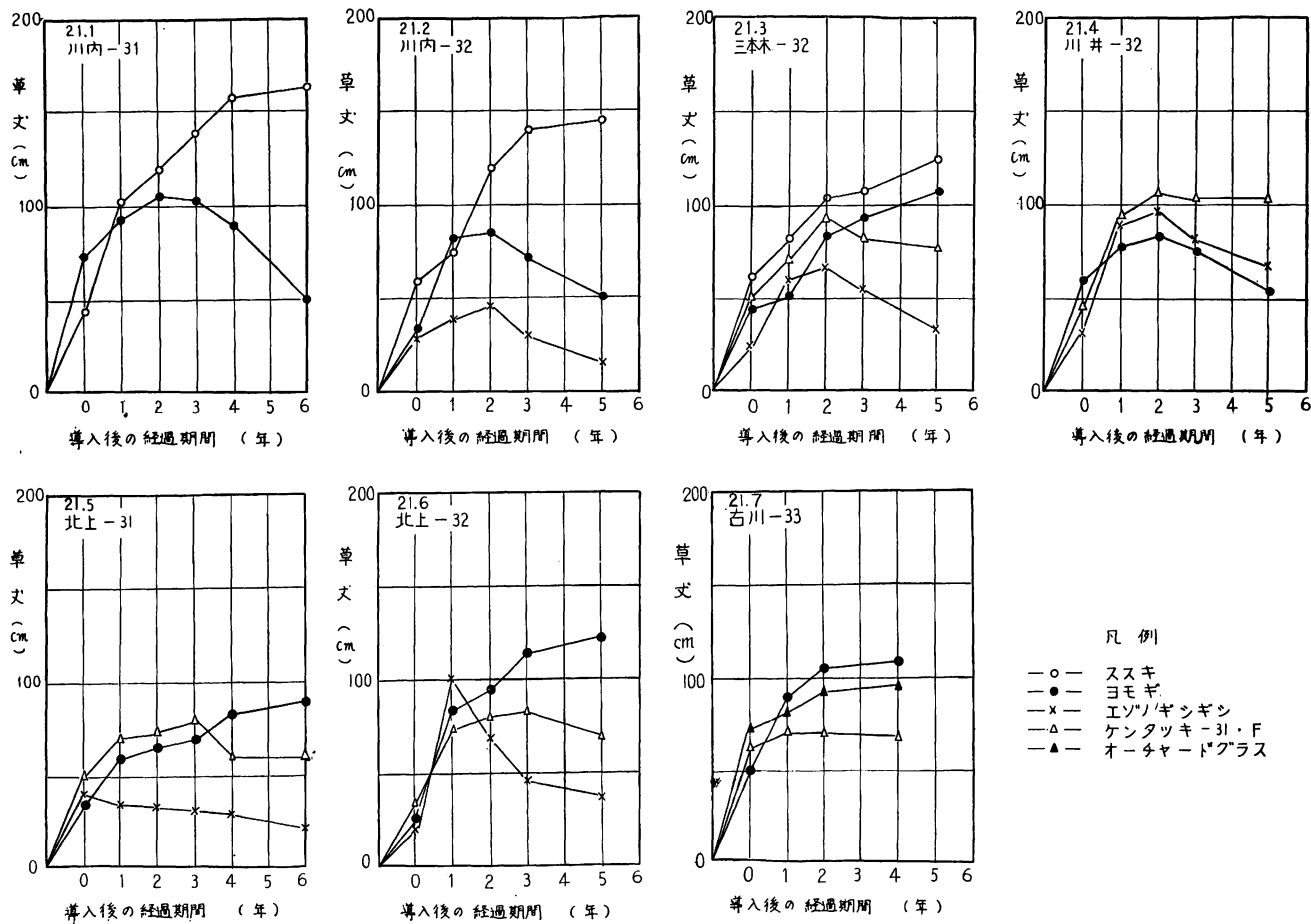 21.1
川内-31
200
100
0
草丈(cm)
0 1 2 3 4 5 6
導入後の経過期間 (年)
21.2
川内-32
200
100
0
草丈(cm)
0 1 2 3 4 5 6
導入後の経過期間 (年)
21.3
三本木-32
200
100
0
草丈(cm)
0 1 2 3 4 5 6
導入後の経過期間 (年)
21.4
川井-32
200
100
0
草丈(cm)
0 1 2 3 4 5 6
導入後の経過期間 (年)
21.5
北上-31
200
100
0
草丈(cm)
0 1 2 3 4 5 6
導入後の経過期間 (年)
21.6
北上-32
200
100
0
草丈(cm)
0 1 2 3 4 5 6
導入後の経過期間 (年)
21.7
古川-33
200
100
0
草丈(cm)
0 1 2 3 4 5 6
導入後の経過期間 (年)
凡例
ススキ
ヨモギ
エゾノギシギシ
ケンタッキ-31・F
オーチャードグラス